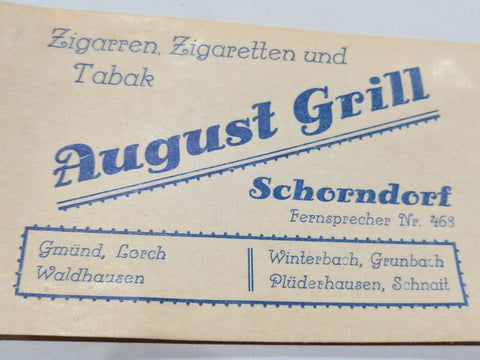 Zigarren, Zigaretten und
Tabak
August Grill
Schorndorf
Fernsprecher Nr. 468
Gmünd, Lorch
Waldhausen
Winterbach, Grunbach
Plüderhausen, Schnait